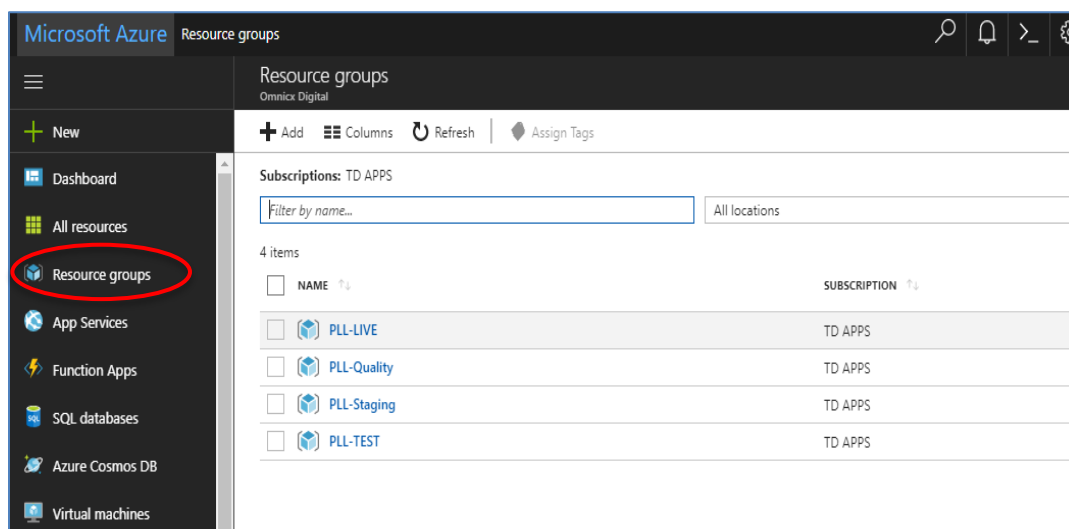 Microsoft Azure Resource groups
Resource groups
Omnicx Digital
New
Add Columns Refresh Assign Tags
Dashboard
All resources
Resource groups
App Services
Function Apps
SQL databases
Azure Cosmos DB
Virtual machines
Subscriptions: TD APPS
Filter by name... All locations
4 items
NAME SUBSCRIPTION
PLL-LIVE TD APPS
PLL-Quality TD APPS
PLL-Staging TD APPS
PLL-TEST TD APPS